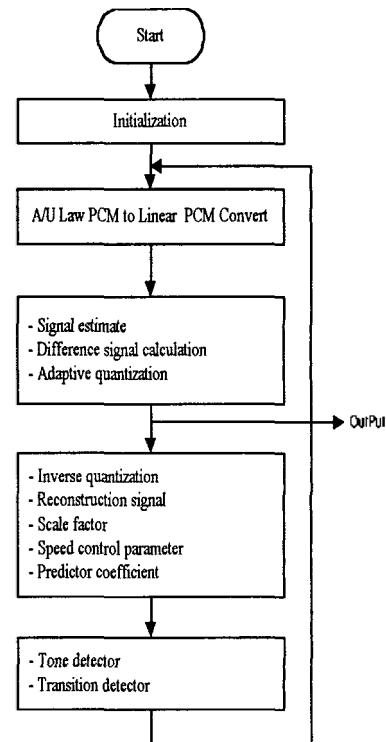 Start
Initialization
A/U Law PCM to Linear PCM Convert
- Signal estimate
- Difference signal calculation
- Adaptive quantization
OutPut
- Inverse quantization
- Reconstruction signal
- Scale factor
- Speed control parameter
- Predictor coefficient
- Tone detector
- Transition detector